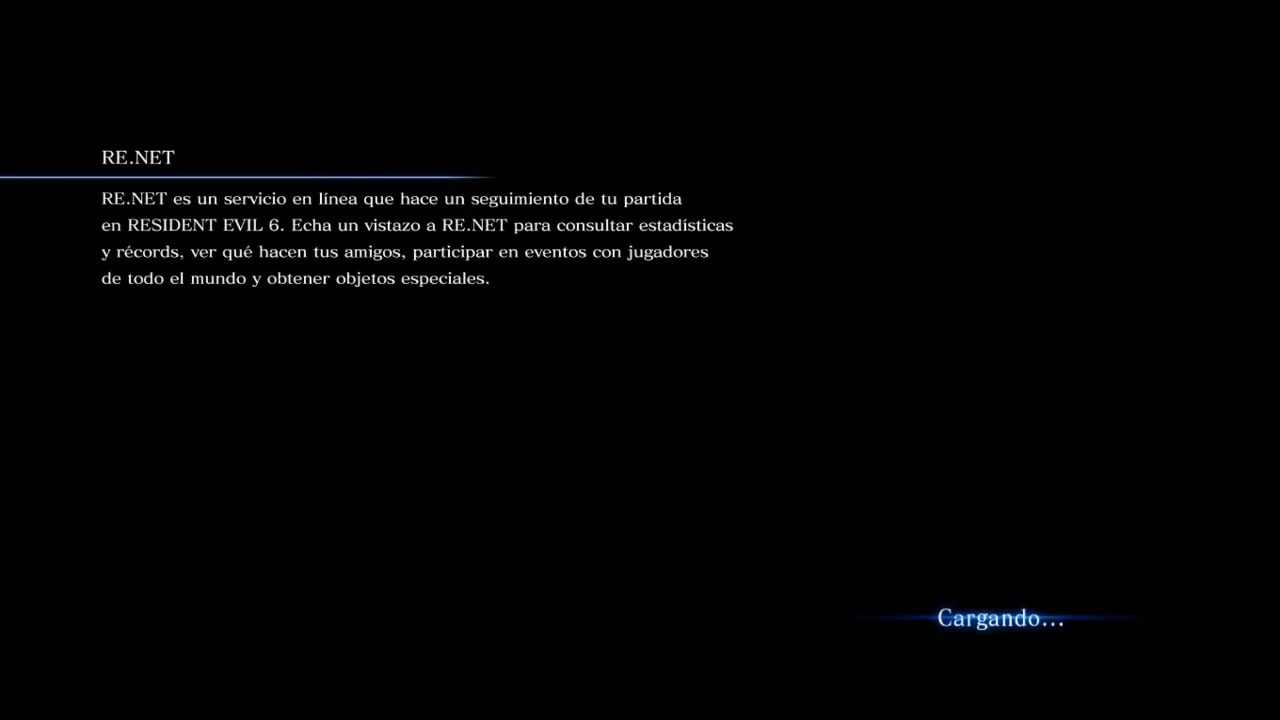 RE.NET
RE.NET es un servicio en línea que hace un seguimiento de tu partida
en RESIDENT EVIL 6. Echa un vistazo a RE.NET para consultar estadísticas
y récords, ver qué hacen tus amigos, participar en eventos con jugadores
de todo el mundo y obtener objetos especiales.
Cargando...